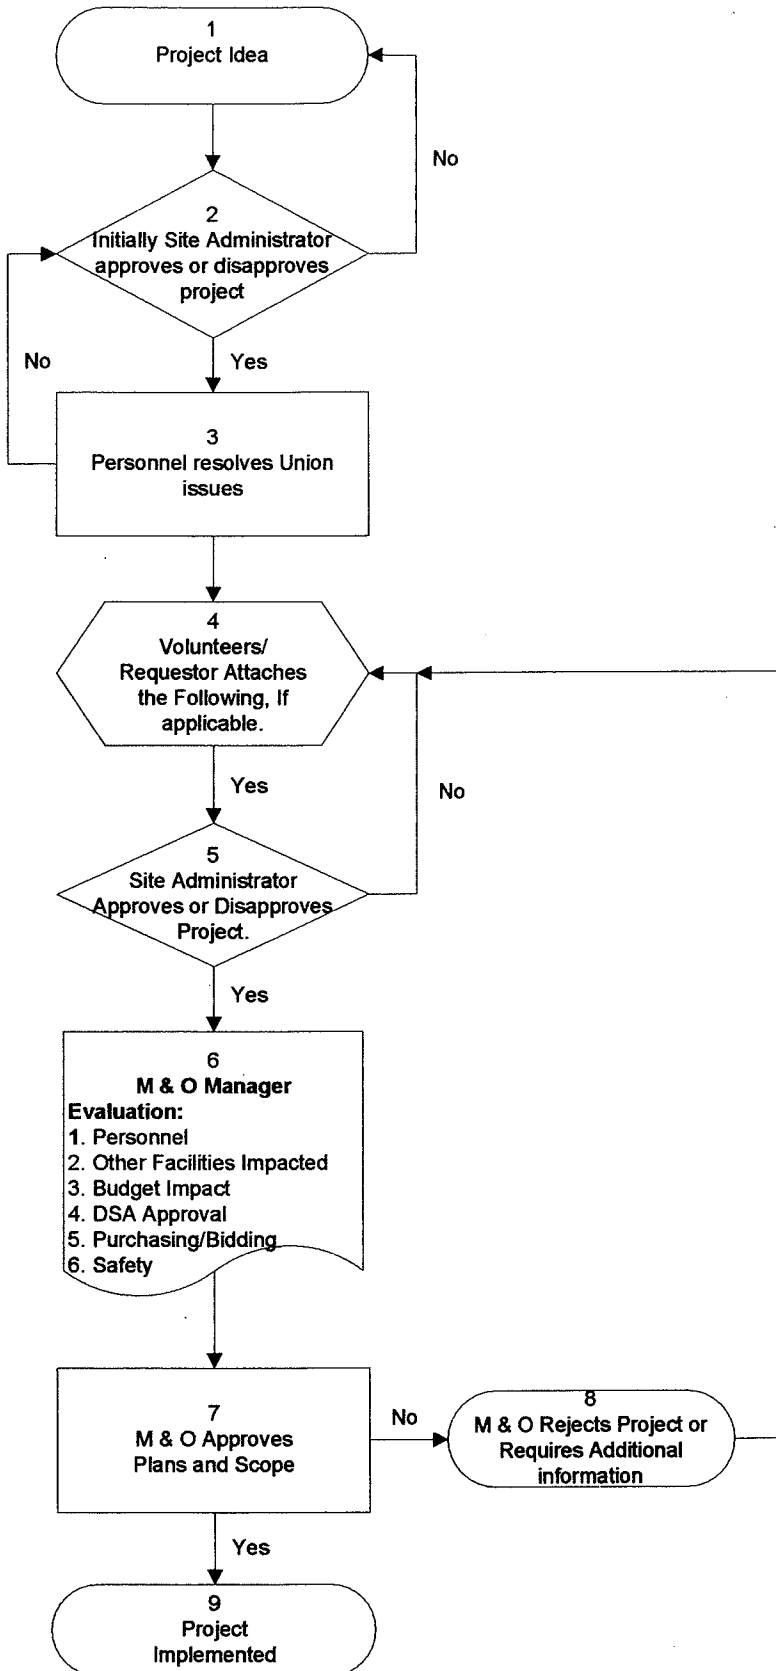 1
Project Idea
No
2
Initially Site Administrator
approves or disapproves
project
No
Yes
3
Personnel resolves Union
issues
4
Volunteers/
Requestor Attaches
the Following, If
applicable.
Yes
No
5
Site Administrator
Approves or Disapproves
Project.
Yes
6
M & O Manager
Evaluation:
1. Personnel
2. Other Facilities Impacted
3. Budget Impact
4. DSA Approval
5. Purchasing/Bidding
6. Safety
7
M & O Approves
Plans and Scope
No
8
M & O Rejects Project or
Requires Additional
information
Yes
9
Project
Implemented